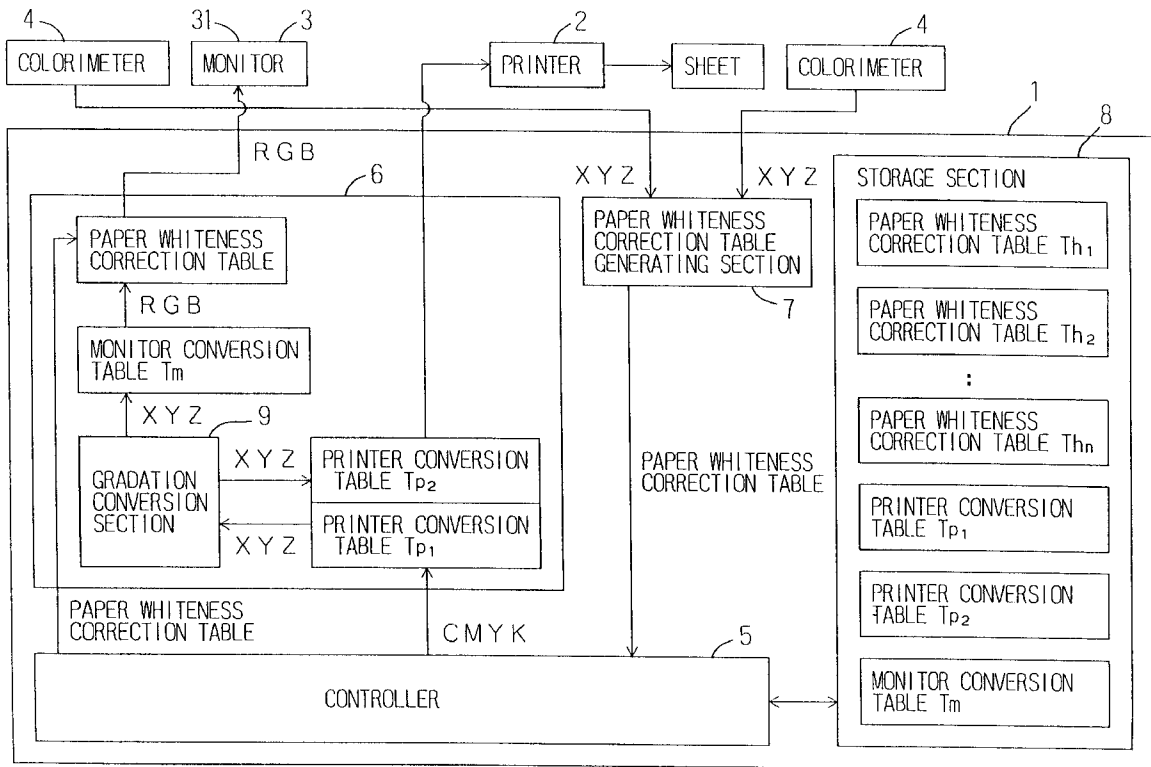 4
31
3
2
4
COLORIMETER
MONITOR
PRINTER
SHEET
COLORIMETER
1
8
RGB
6
XYZ
XYZ
STORAGE SECTION
PAPER WHITENESS
CORRECTION TABLE
PAPER WHITENESS
CORRECTION TABLE
GENERATING SECTION
7
PAPER WHITENESS
CORRECTION TABLE Th1
RGB
MONITOR CONVERSION
TABLE Tm
PAPER WHITENESS
CORRECTION TABLE Th2
:
XYZ
9
PAPER WHITENESS
CORRECTION TABLE Thn
GRADATION
CONVERSION
SECTION
XYZ
XYZ
PRINTER CONVERSION
TABLE Tp2
PRINTER CONVERSION
TABLE Tp1
PAPER WHITENESS
CORRECTION TABLE
PRINTER CONVERSION
TABLE Tp1
PAPER WHITENESS
CORRECTION TABLE
CMYK
5
PRINTER CONVERSION
TABLE Tp2
CONTROLLER
MONITOR CONVERSION
TABLE Tm